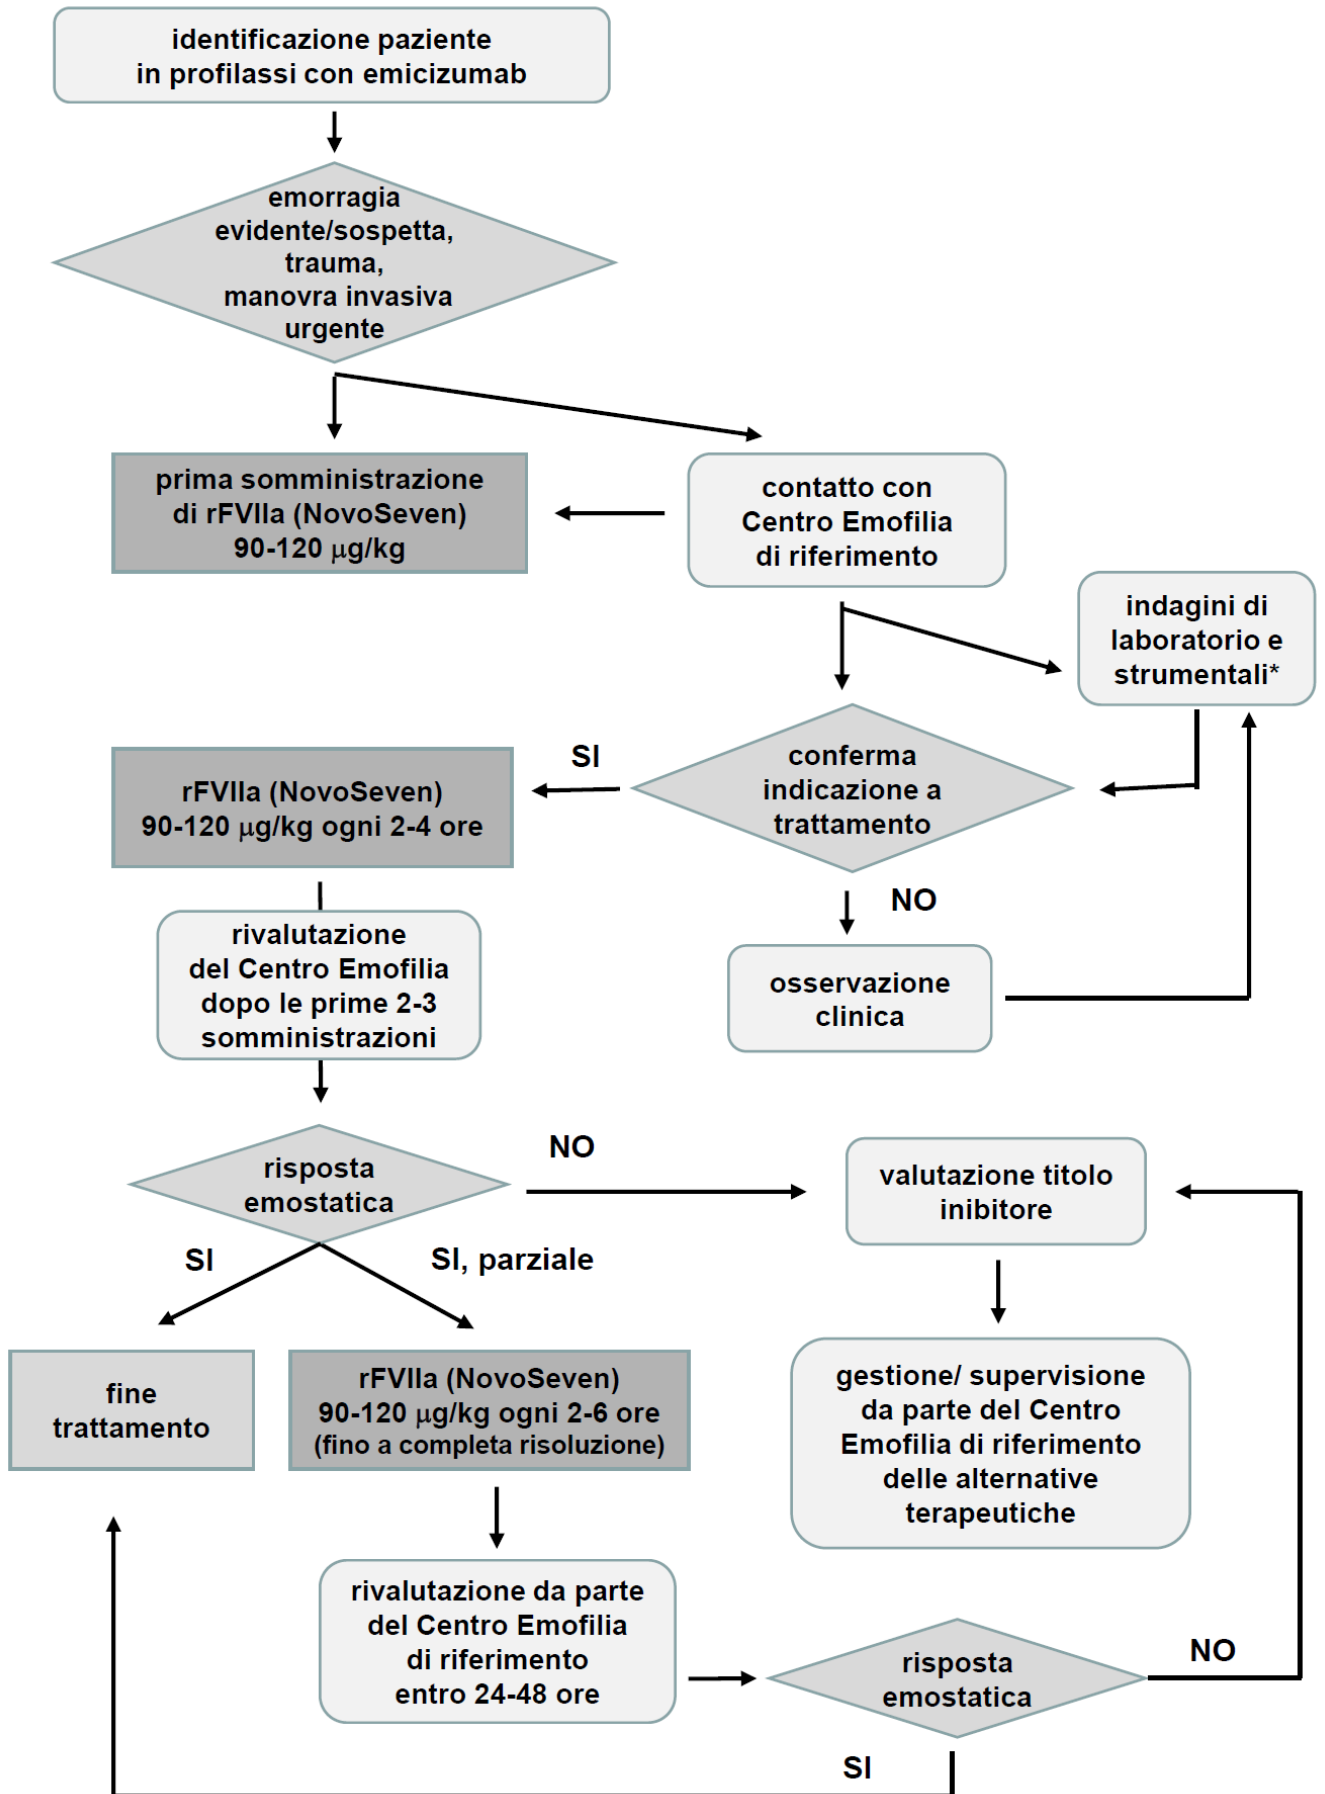 identificazione paziente
in profilassi con emicizumab
emorragia
evidente/sospetta,
trauma,
manovra invasiva
urgente
prima somministrazione
di rFVIIa (NovoSeven)
90-120 μg/kg
contatto con
Centro Emofilia
di riferimento
indagini di
laboratorio e
strumentali*
conferma
indicazione a
trattamento
SI
rFVIIa (NovoSeven)
90-120 μg/kg ogni 2-4 ore
NO
osservazione
clinica
rivalutazione
del Centro Emofilia
dopo le prime 2-3
somministrazioni
risposta
emostatica
NO
valutazione titolo
inibitore
SI
SI, parziale
fine
trattamento
rFVIIa (NovoSeven)
90-120 μg/kg ogni 2-6 ore
(fino a completa risoluzione)
gestione/ supervisione
da parte del Centro
Emofilia di riferimento
delle alternative
terapeutiche
rivalutazione da parte
del Centro Emofilia
di riferimento
entro 24-48 ore
risposta
emostatica
NO
SI